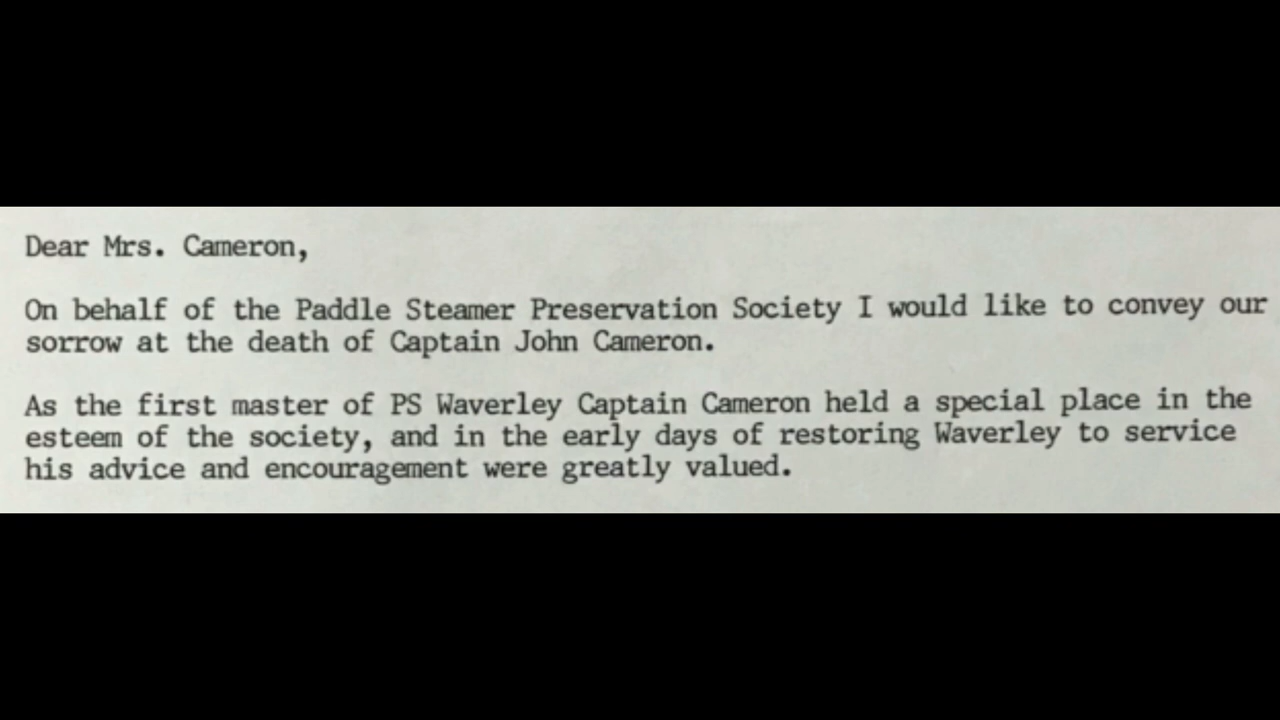 Dear Mrs. Cameron,
On behalf of the Paddle Steamer Preservation Society I would like to convey our
sorrow at the death of Captain John Cameron.
As the first master of PS Waverley Captain Cameron held a special place in the
esteem of the society, and in the early days of restoring Waverley to service
his advice and encouragement were greatly valued.